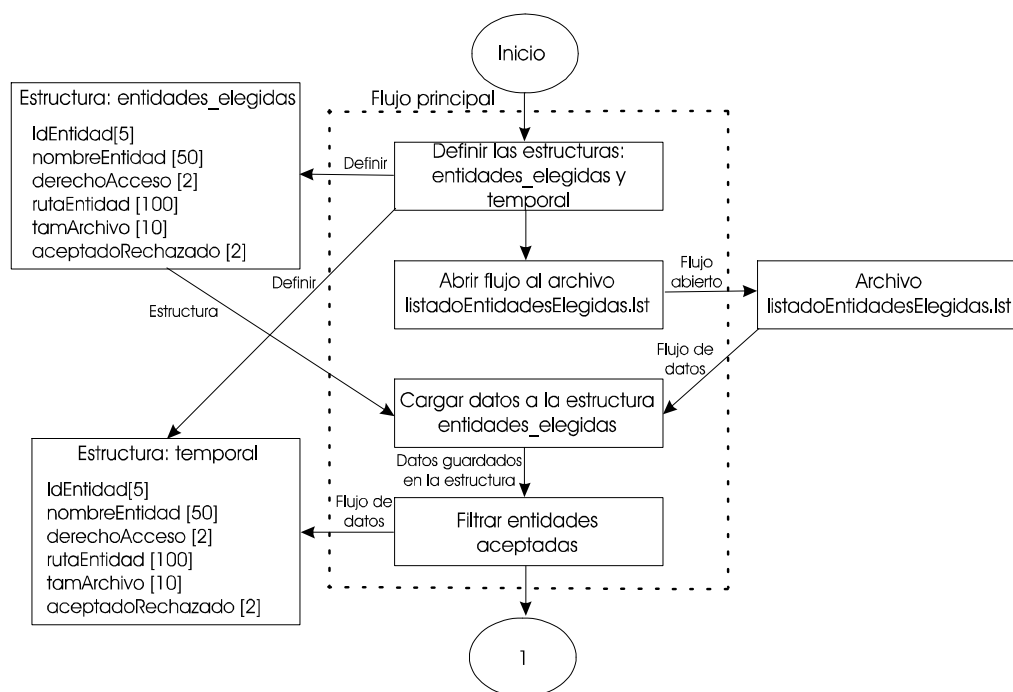 Inicio
Estructura: entidades_elegidas
IdEntidad[5]
nombreEntidad [50]
derechoAcceso [2]
rutaEntidad [100]
tamArchivo [10]
aceptadoRechazado [2]
Flujo principal
Definir
Definir las estructuras:
entidades_elegidas y
temporal
Definir
Estructura
Abrir flujo al archivo
listadoEntidadesElegidas.lst
Flujo
abierto
Archivo
listadoEntidadesElegidas.lst
Flujo de
datos
Cargar datos a la estructura
entidades_elegidas
Datos guardados
en la estructura
Estructura: temporal
IdEntidad[5]
nombreEntidad [50]
derechoAcceso [2]
rutaEntidad [100]
tamArchivo [10]
aceptadoRechazado [2]
Flujo de
datos
Filtrar entidades
aceptadas
1